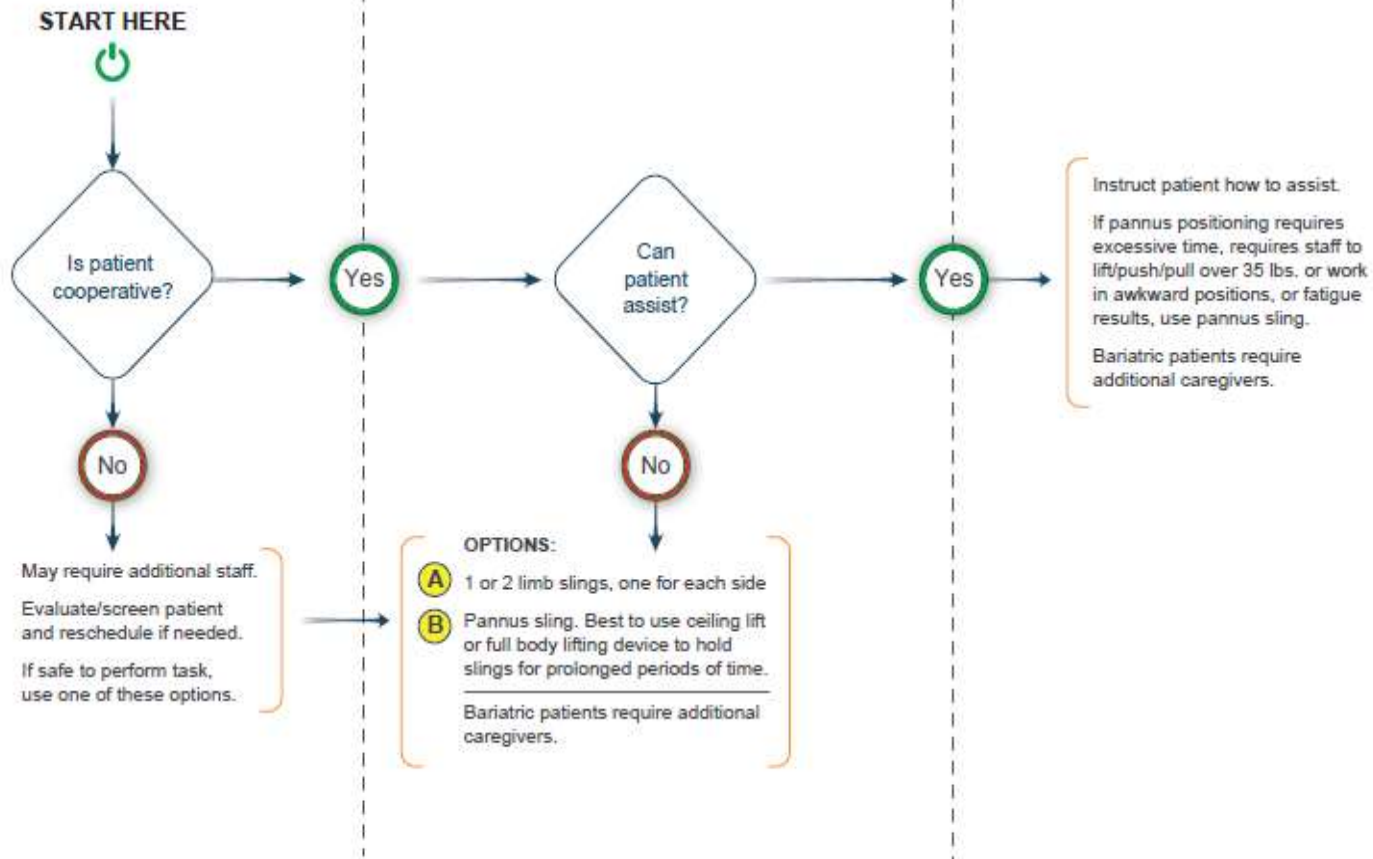 START HERE
Is patient
cooperative?
Yes
Can
patient
assist?
Yes
Instruct patient how to assist.
If pannus positioning requires
excessive time, requires staff to
lift/push/pull over 35 lbs. or work
in awkward positions, or fatigue
results, use pannus sling.
Bariatric patients require
additional caregivers.
No
No
May require additional staff.
Evaluate/screen patient
and reschedule if needed.
If safe to perform task,
use one of these options.
OPTIONS:
A 1 or 2 limb slings, one for each side
B Pannus sling. Best to use ceiling lift
or full body lifting device to hold
slings for prolonged periods of time.
Bariatric patients require additional
caregivers.